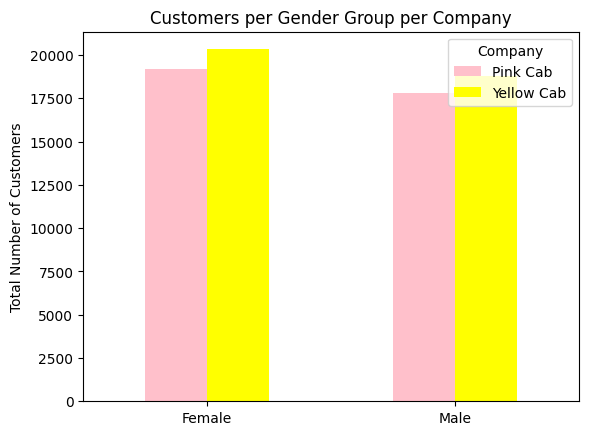 Customers per Gender Group per Company
Total Number of Customers
20000
17500
15000
12500
10000
7500
5000
2500
0
Company
Pink Cab
Yellow Cab
Female
Male